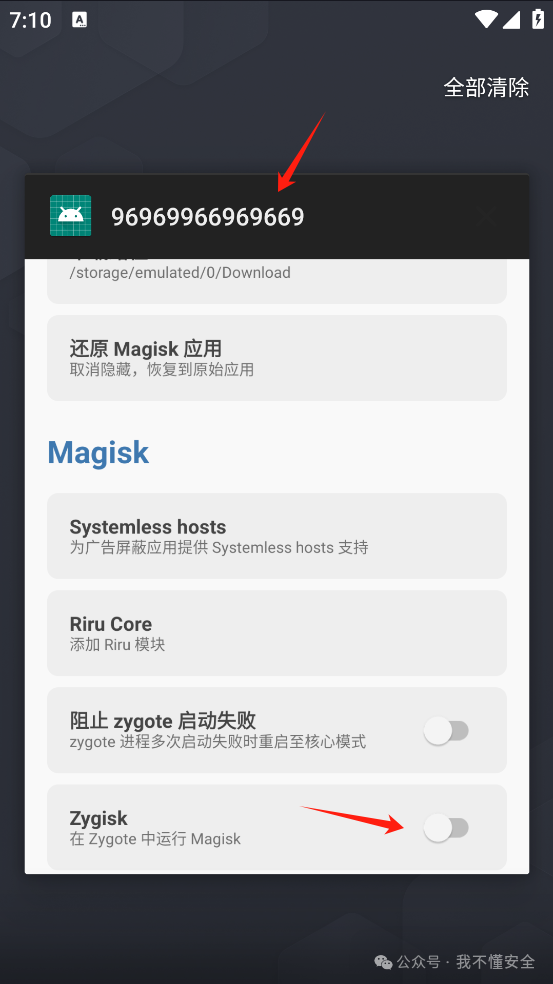 7:10
全部清除
96969966969669
/storage/emulated/0/Download
还原 Magisk 应用
取消隐藏，恢复到原始应用
Magisk
Systemless hosts
为广告屏蔽应用提供 Systemless hosts 支持
Riru Core
添加 Riru 模块
阻止 zygote 启动失败
zygote 进程多次启动失败时重启至核心模式
Zygisk
在 Zygote 中运行 Magisk
公众号 · 我不懂安全